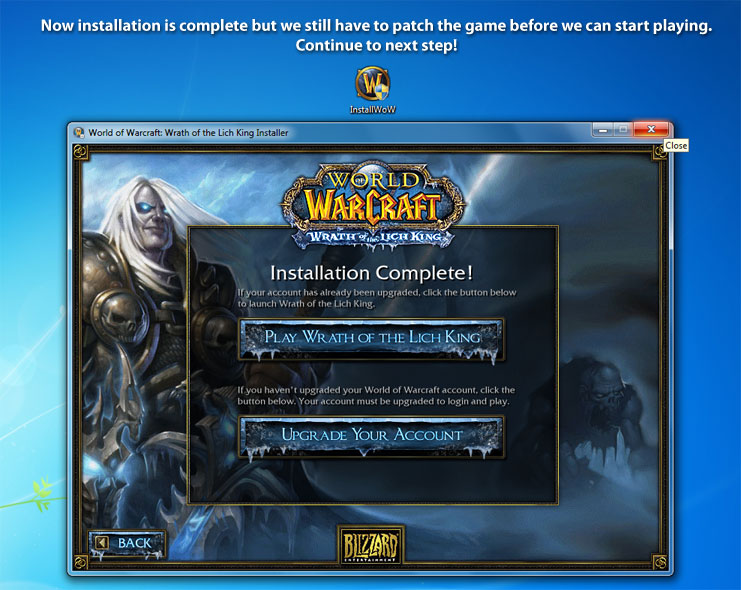 Now installation is complete but we still have to patch the game before we can start playing.
Continue to next step!
InstallWoW
World of Warcraft: Wrath of the Lich King Installer
Close
WORLD
OF
WARCRAFT
WRATH OF THE LICH KING
Installation Complete!
If your account has already been upgraded, click the button below
to launch Wrath of the Lich King.
PLAY WRATH OF THE LICH KING
If you haven't upgraded your World of Warcraft account, click the
button below. Your account must be upgraded to login and play.
UPGRADE YOUR ACCOUNT
BACK
BLIZZARD
ENTERTAINMENT